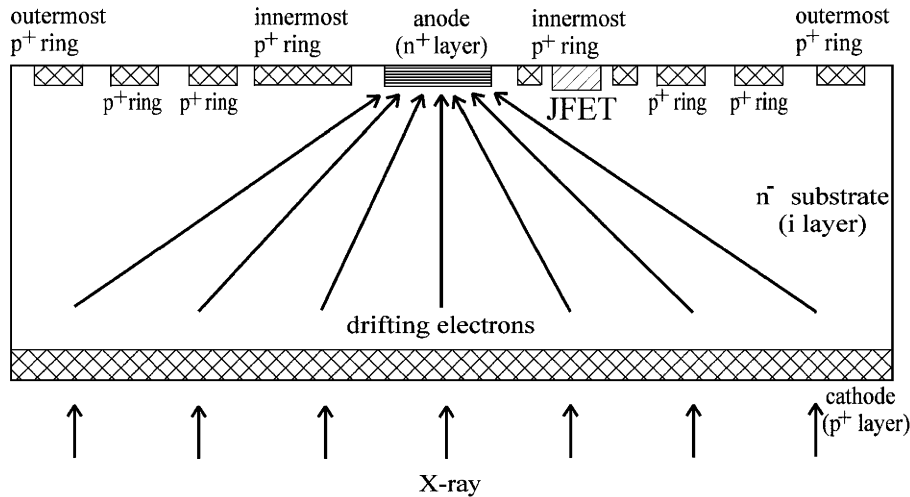 outermost
p+ ring
innermost
p+ ring
anode
(n+ layer)
innermost
p+ ring
outermost
p+ ring
p+ ring
p+ ring
JFET
p+ ring
p+ ring
n- substrate
(i layer)
drifting electrons
cathode
(p+ layer)
X-ray